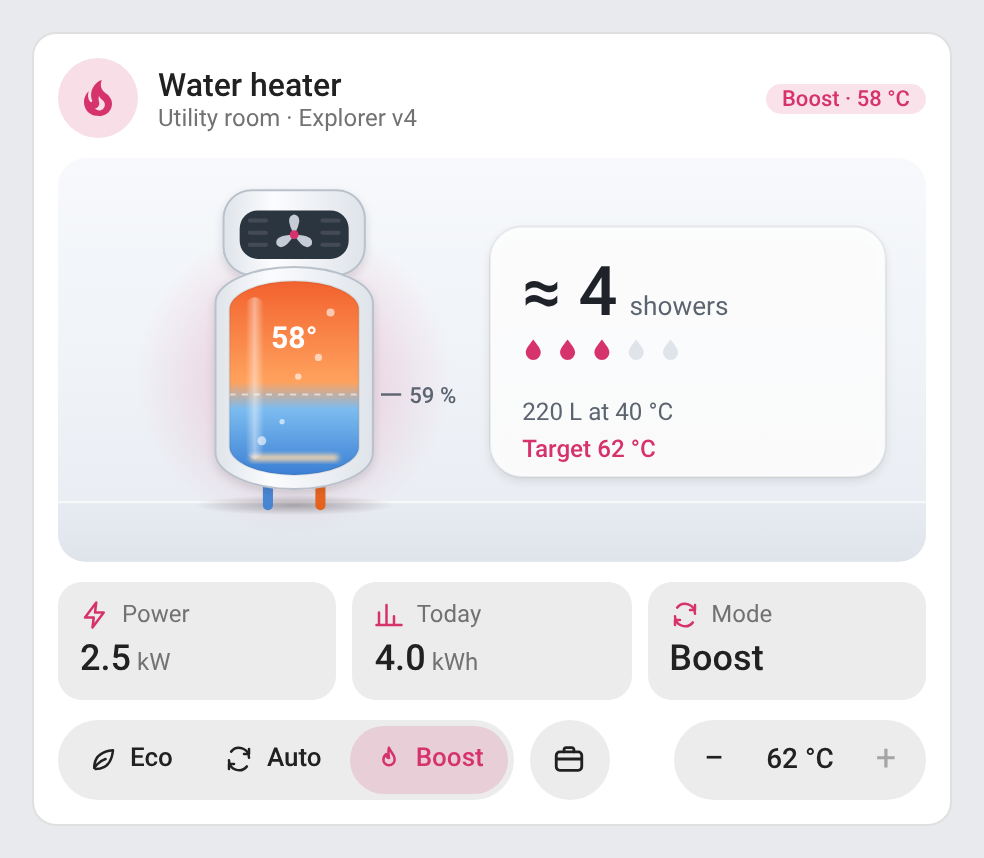 Water heater
Utility room · Explorer v4
Boost · 58 °C
58°
59 %
≈ 4 showers
220 L at 40 °C
Target 62 °C
Power
2.5 kW
Today
4.0 kWh
Mode
Boost
Eco
Auto
Boost
− 62 °C +